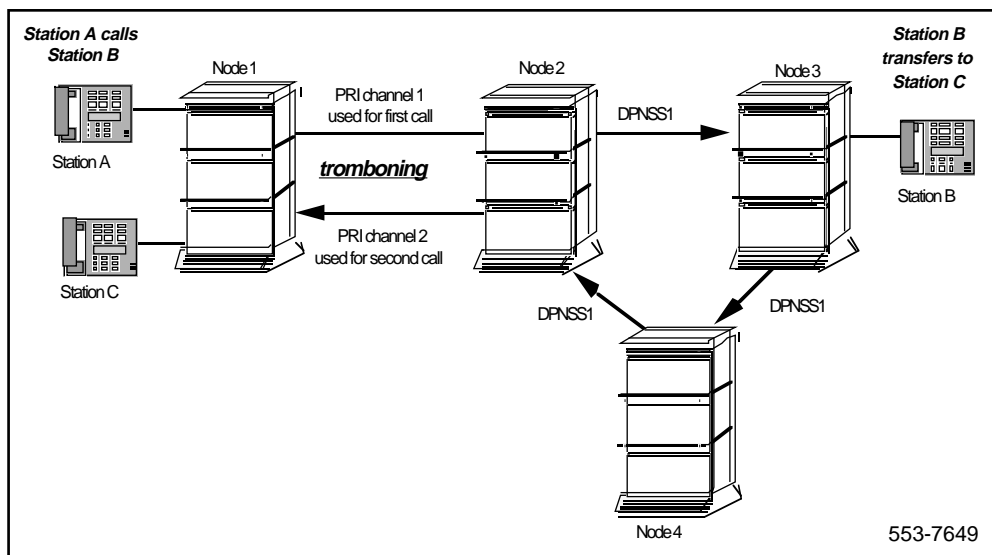 Station A calls
Station B
Station B
transfers to
Station C
Node 1
Node 2
Node 3
PRI channel 1
used for first call
DPNSS1
Station A
tromboning
Station B
PRI channel 2
used for second call
Station C
DPNSS1
DPNSS1
Node 4
553-7649